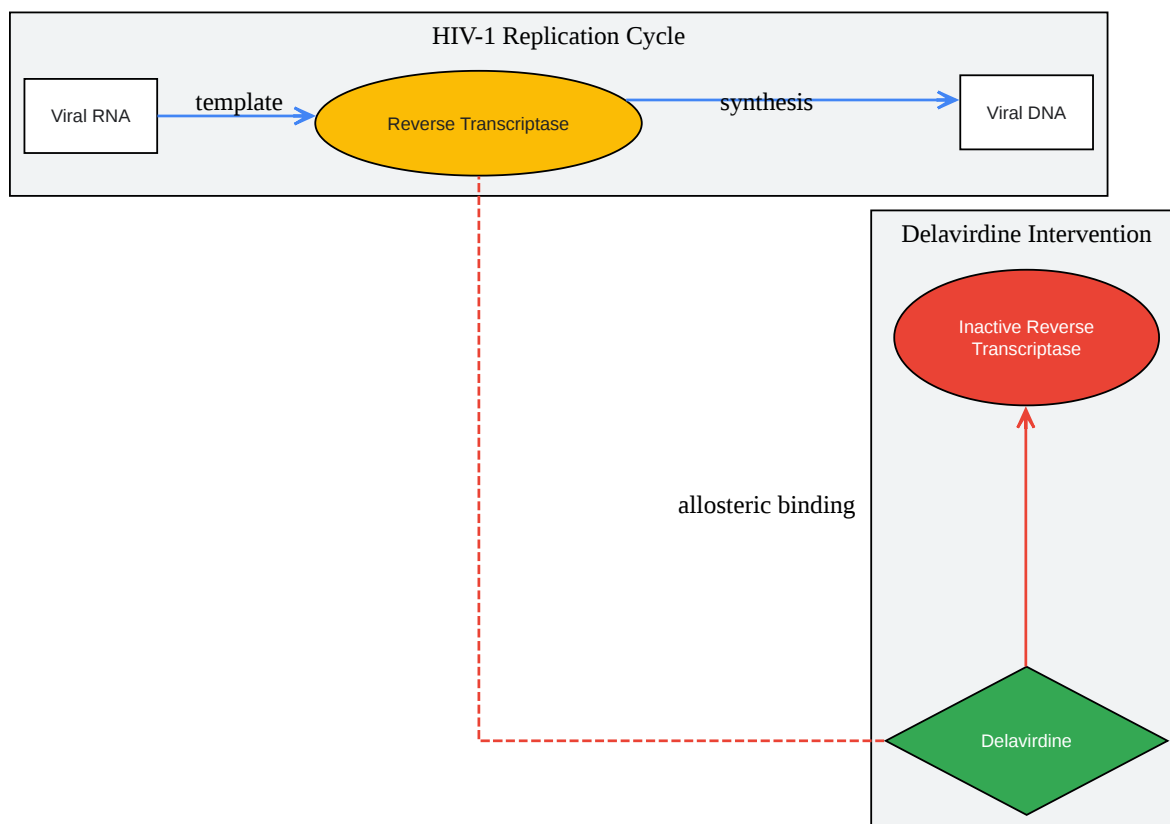 HIV-1 Replication Cycle
Viral RNA
template
Reverse Transcriptase
synthesis
Viral DNA
Delavirdine Intervention
Inactive Reverse
Transcriptase
allosteric binding
Delavirdine